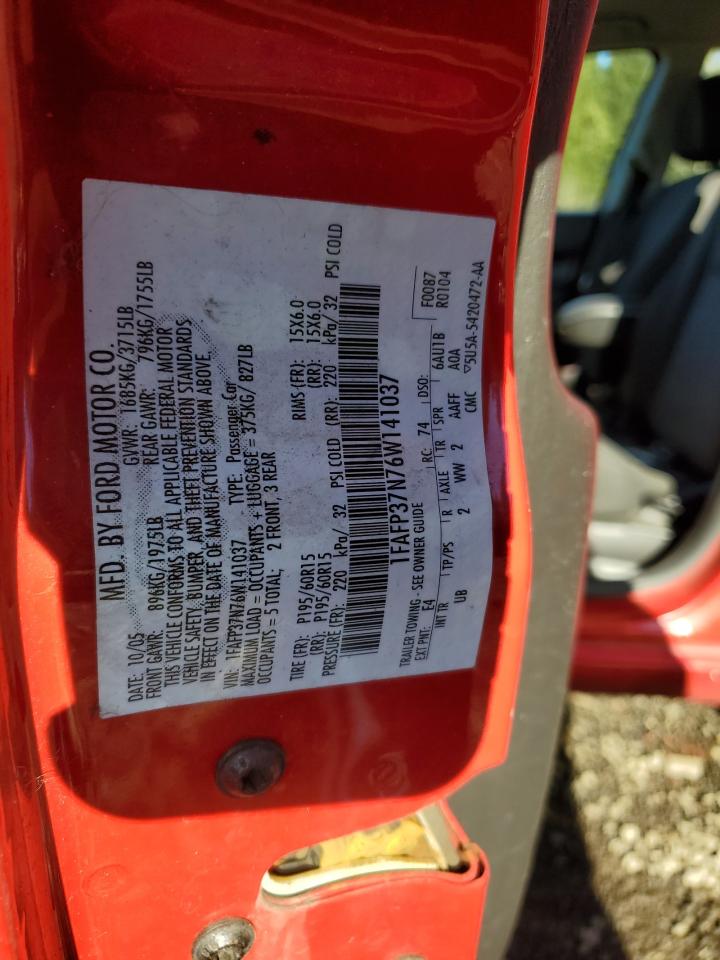 MFD. BY FORD MOTOR CO.
DATE: 10/05 GVWR: 1685KG/3715LB
FRONT GAWR: 896KG/1975LB REAR GAWR: 796KG/1755LB
THIS VEHICLE CONFORMS TO ALL APPLICABLE FEDERAL MOTOR
VEHICLE SAFETY, BUMPER, AND THEFT PREVENTION STANDARDS
IN EFFECT ON THE DATE OF MANUFACTURE SHOWN ABOVE.
VIN: 1FAFP37N76W141037 TYPE: Passenger Car
MAXIMUM LOAD = OCCUPANTS + LUGGAGE = 375KG/ 827LB
OCCUPANTS = 5 TOTAL; 2 FRONT, 3 REAR
TIRE (FR): P195/60R15 RIMS (FR): 15X6.0
(RR): P195/60R15 (RR): 15X6.0
PRESSURE (FR): 220 kPa/ 32 PSI COLD (RR): 220 kPa/ 32 PSI COLD
1FAFP37N76W141037
TRAILER TOWING - SEE OWNER GUIDE F0087
EXT PNT: E4 RC: 74 DSO: R0104
INT TR TP/PS R AXLE TR SPR 6AU1B
UB 2 WW 2 AAFF AOA
CMC ▽5U5A-5420472-AA